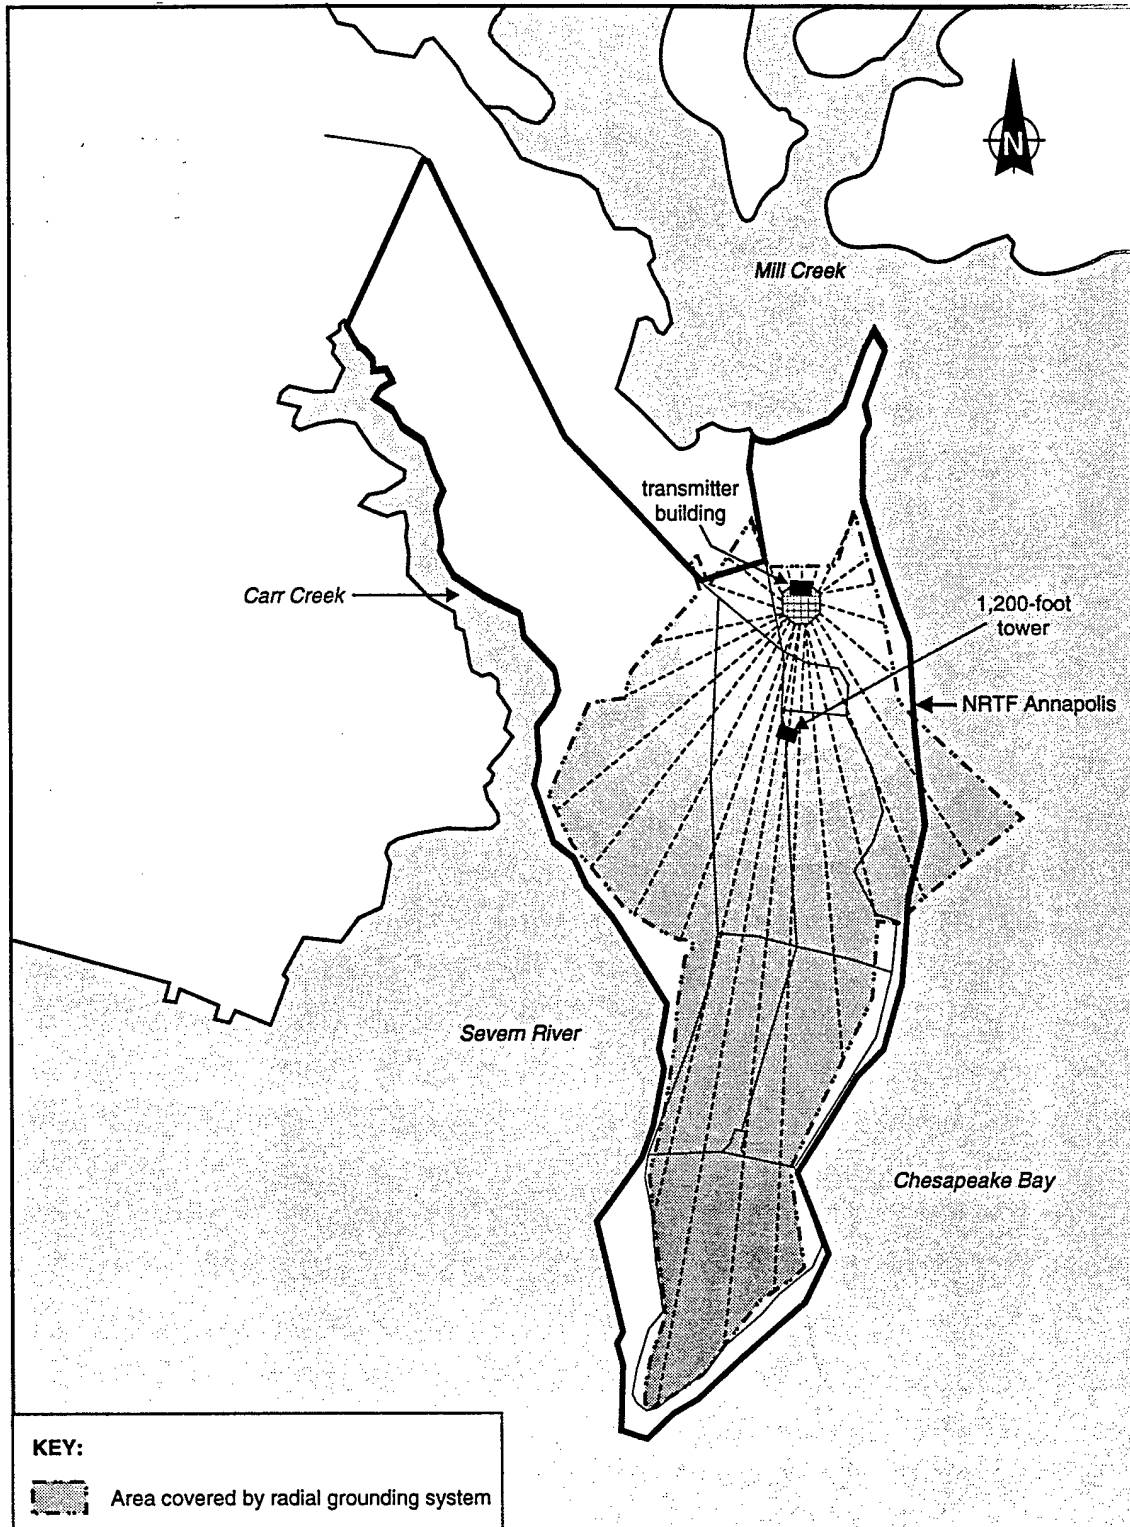 N
Mill Creek
transmitter
building
Carr Creek
1,200-foot
tower
NRTF Annapolis
Severn River
Chesapeake Bay
KEY:
Area covered by radial grounding system